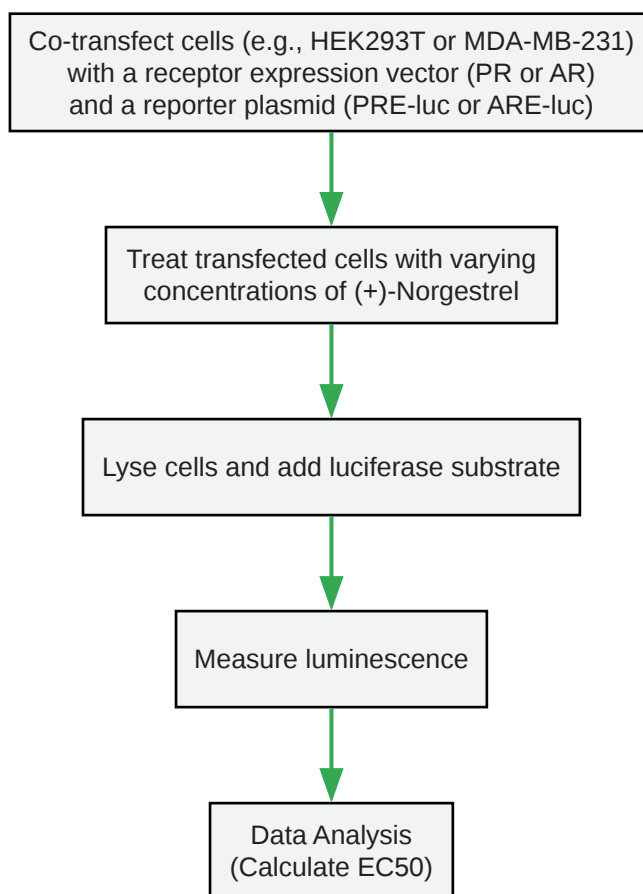 Co-transfect cells (e.g., HEK293T or MDA-MB-231)
with a receptor expression vector (PR or AR)
and a reporter plasmid (PRE-luc or ARE-luc)
Treat transfected cells with varying
concentrations of (+)-Norgestrel
Lyse cells and add luciferase substrate
Measure luminescence
Data Analysis
(Calculate EC50)